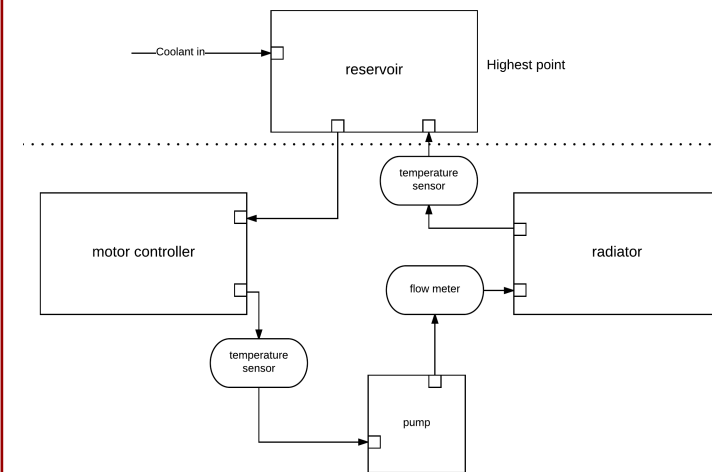 Coolant in
reservoir
Highest point
temperature
sensor
motor controller
radiator
flow meter
temperature
sensor
pump